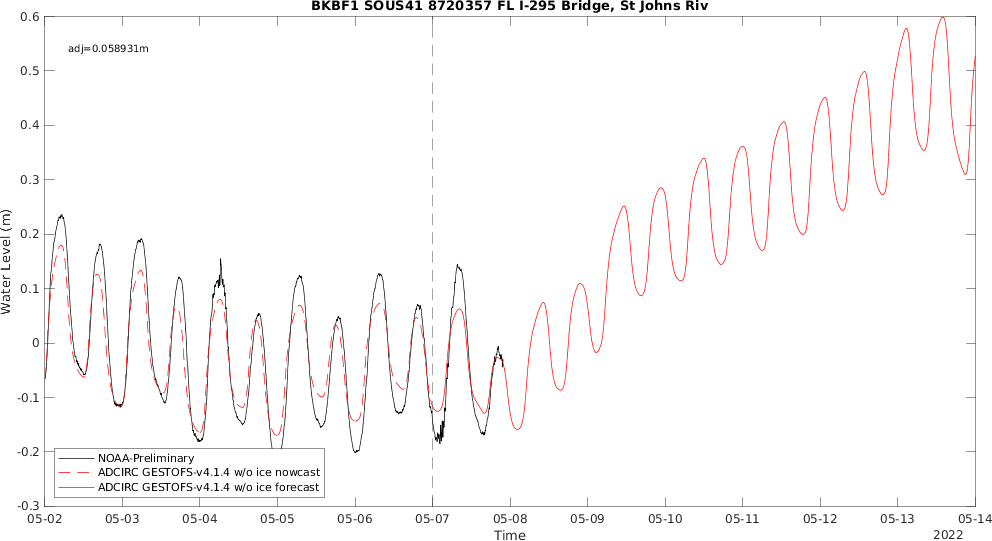 BKBF1 SOUS41 8720357 FL I-295 Bridge, St Johns Riv
adj=0.058931m
Water Level (m)
0.6
0.5
0.4
0.3
0.2
0.1
0
-0.1
-0.2
-0.3
NOAA-Preliminary
ADCIRC GESTOFS-v4.1.4 w/o ice nowcast
ADCIRC GESTOFS-v4.1.4 w/o ice forecast
05-02 05-03 05-04 05-05 05-06 05-07 05-08 05-09 05-10 05-11 05-12 05-13 05-14
Time
2022